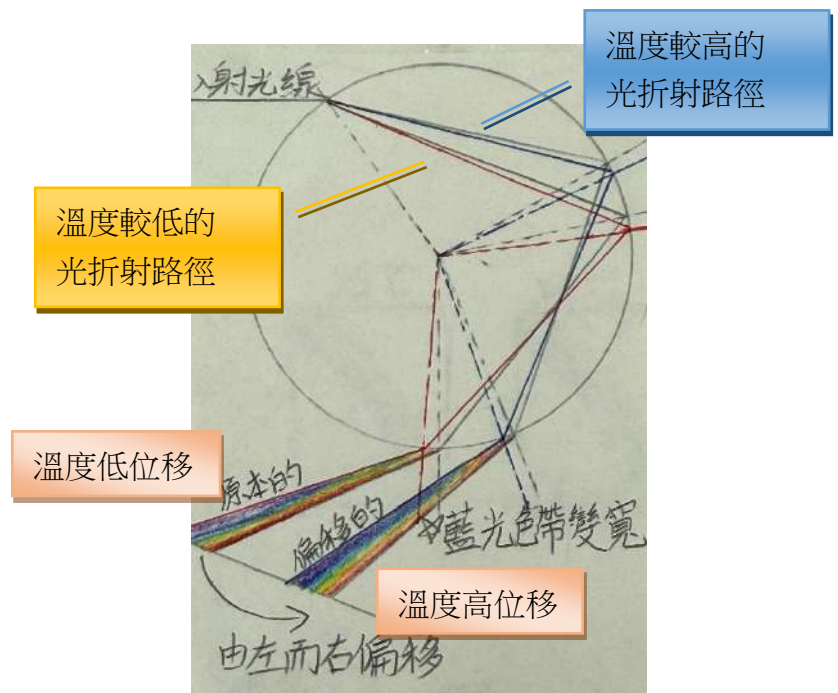 入射光線
溫度較高的
光折射路徑
溫度較低的
光折射路徑
溫度低位移
原本的
偏移的
藍光色帶變寬
溫度高位移
由左而右偏移